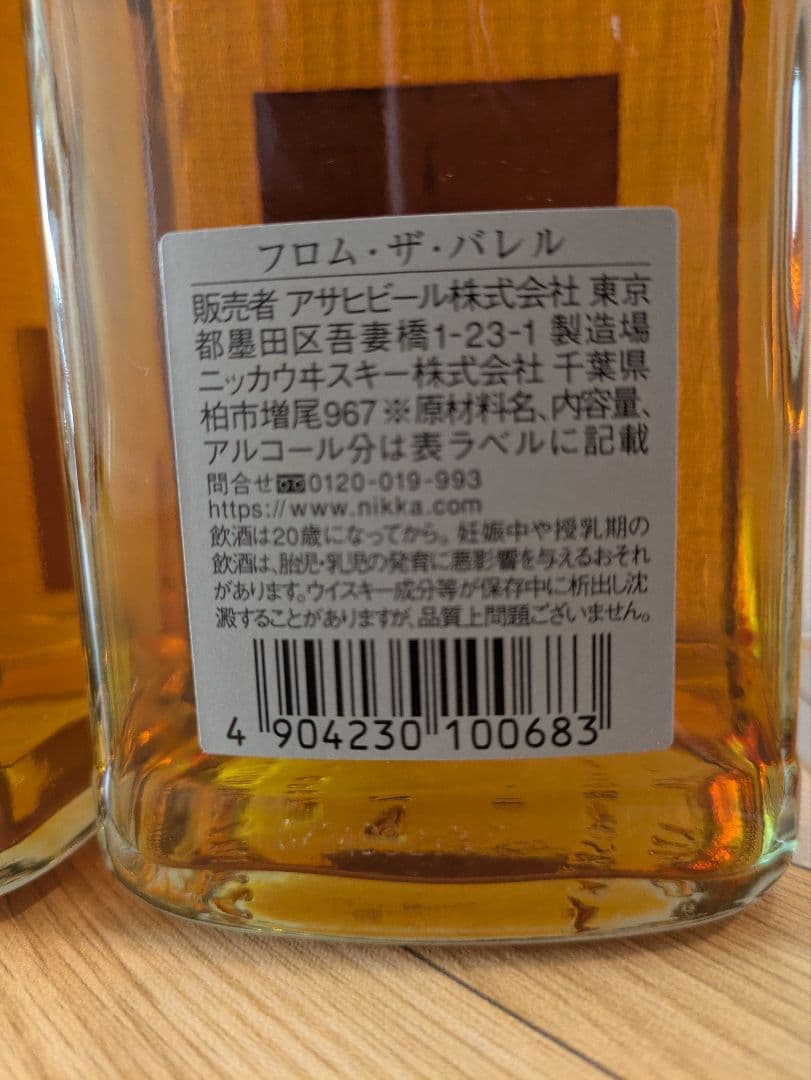 フロム・ザ・バレル
販売者 アサヒビール株式会社 東京
都墨田区吾妻橋1-23-1 製造場
ニッカウヰスキー株式会社 千葉県
柏市増尾967 ※原材料名、内容量、
アルコール分は表ラベルに記載
問合せ 0120-019-993
https://www.nikka.com
飲酒は20歳になってから。妊娠中や授乳期の
飲酒は、胎児・乳児の発育に悪影響を与えるおそれ
があります。ウイスキー成分等が保存中に析出し沈
澱することがありますが、品質上問題ございません。
4 904230 100683